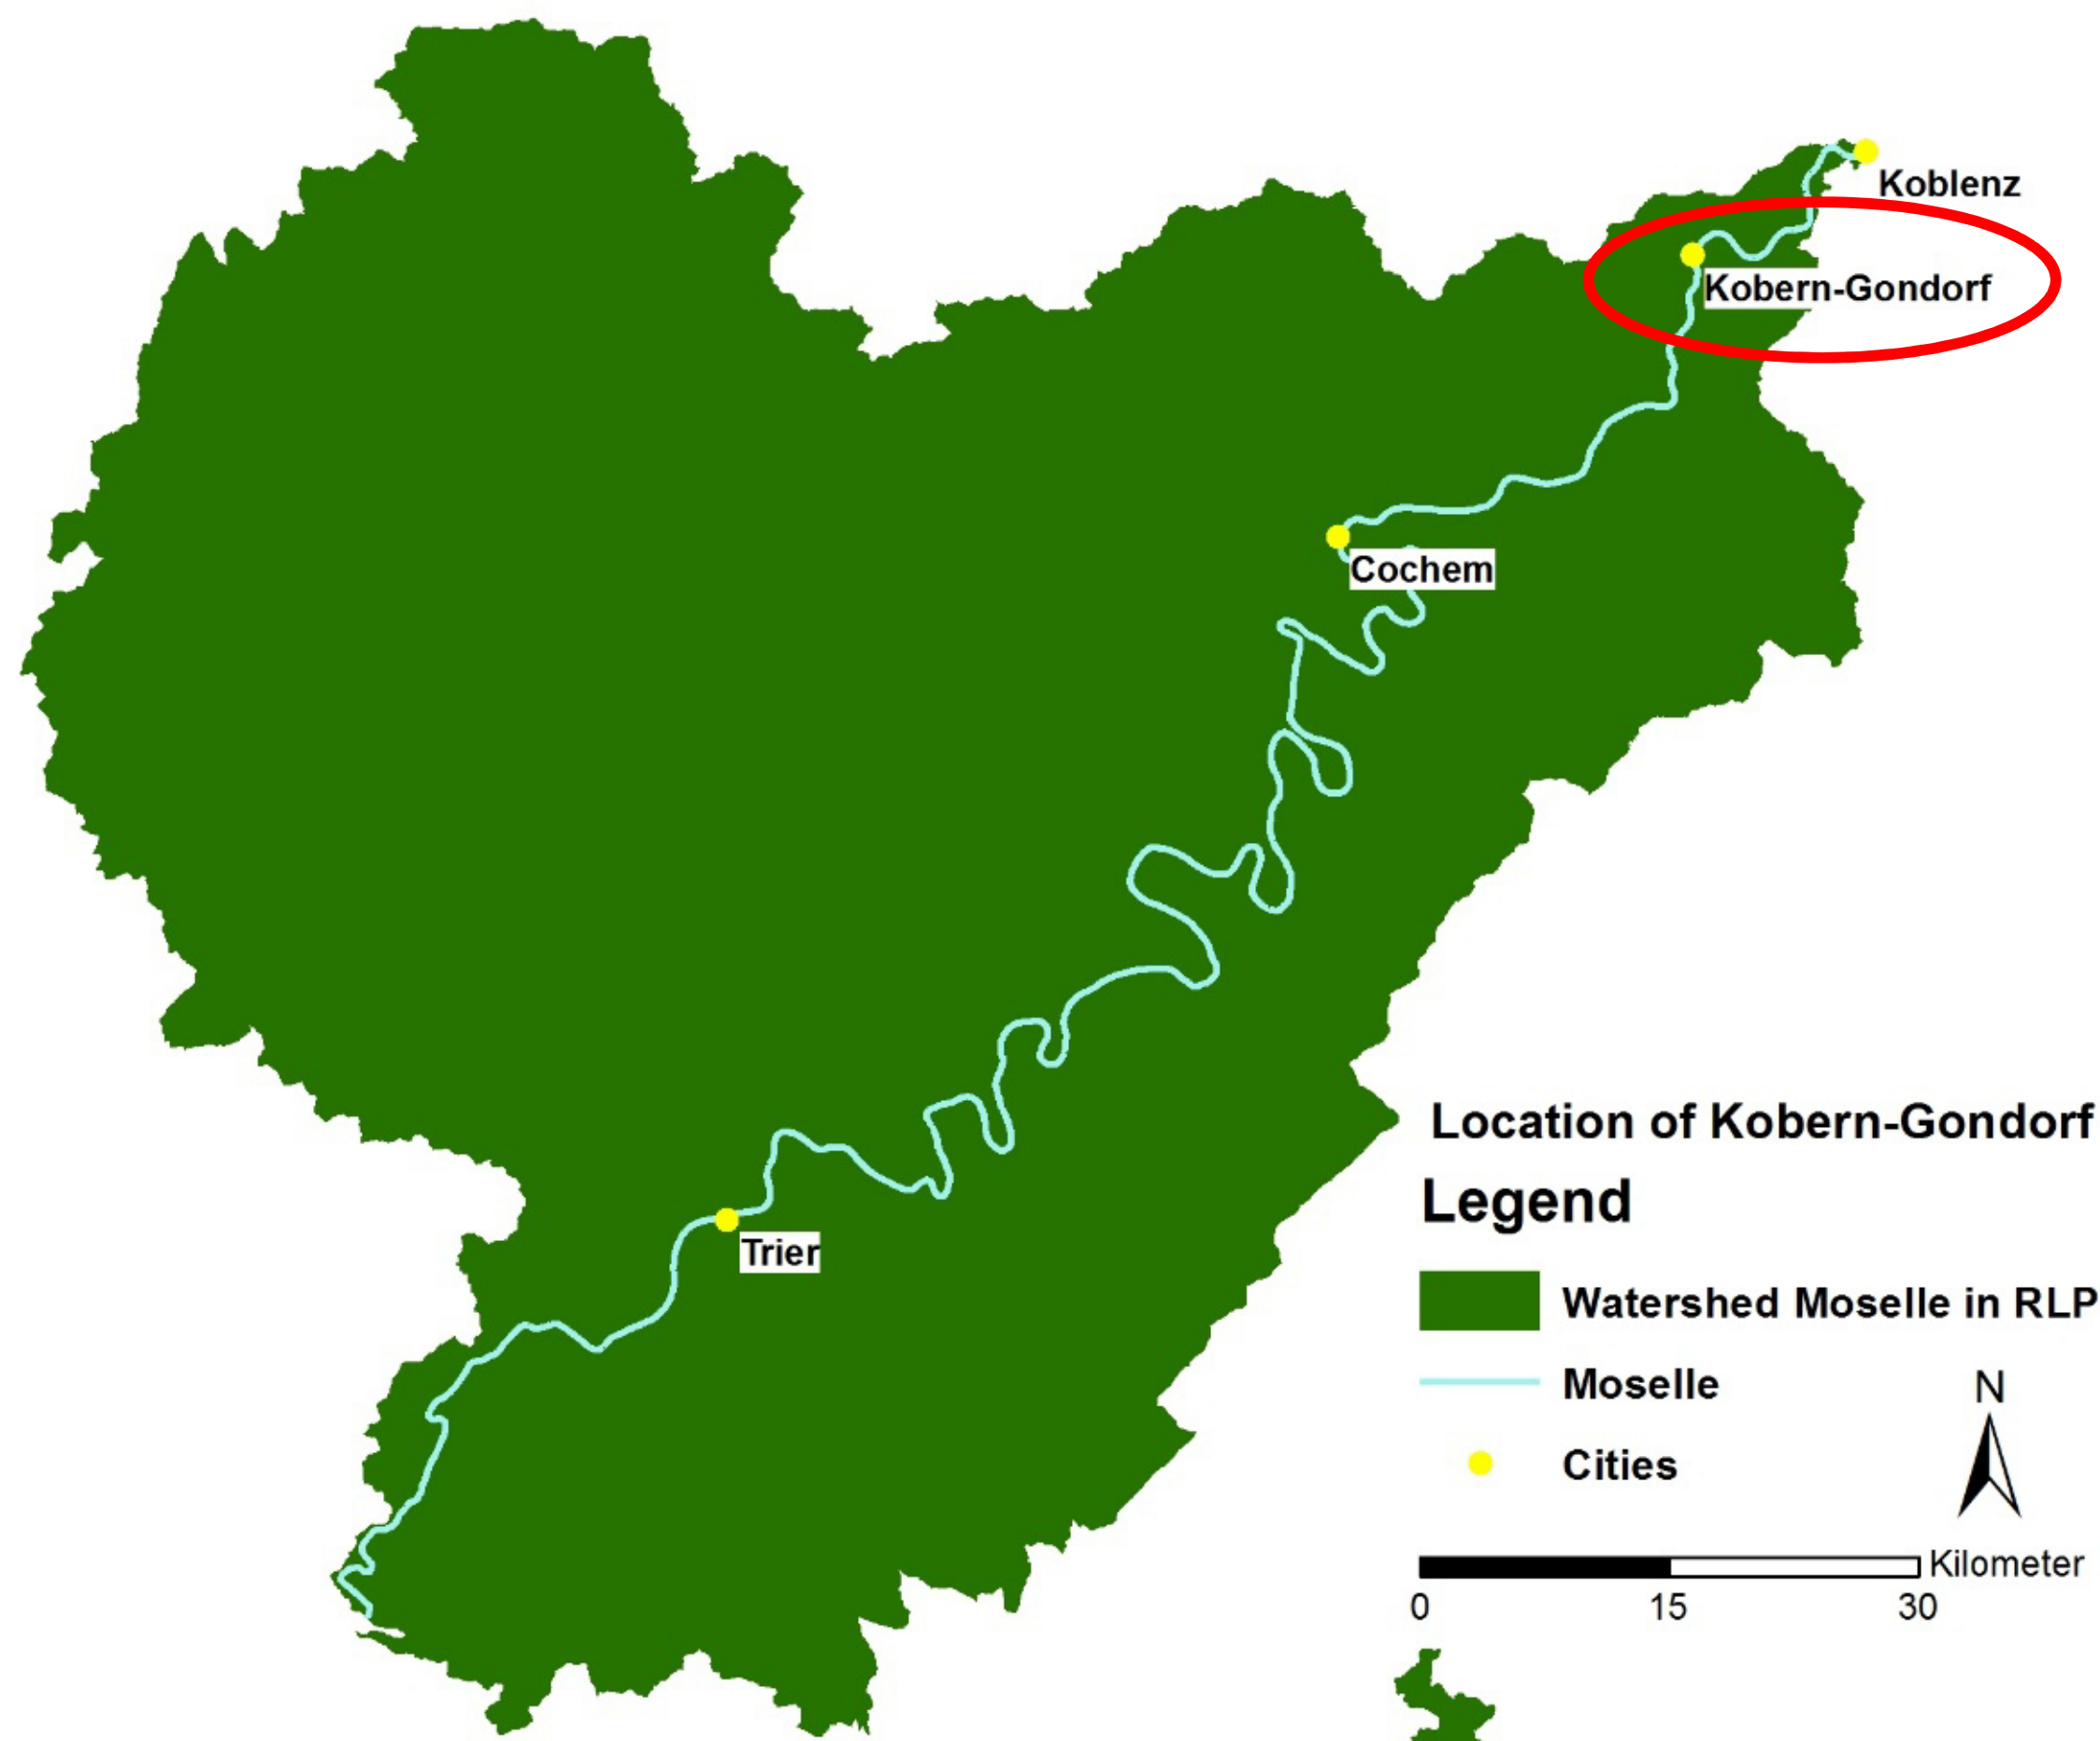 Koblenz
Kobern-Gondorf
Cochem
Trier
Location of Kobern-Gondorf
Legend
Watershed Moselle in RLP
Moselle
N
Cities
Kilometer
0 15 30